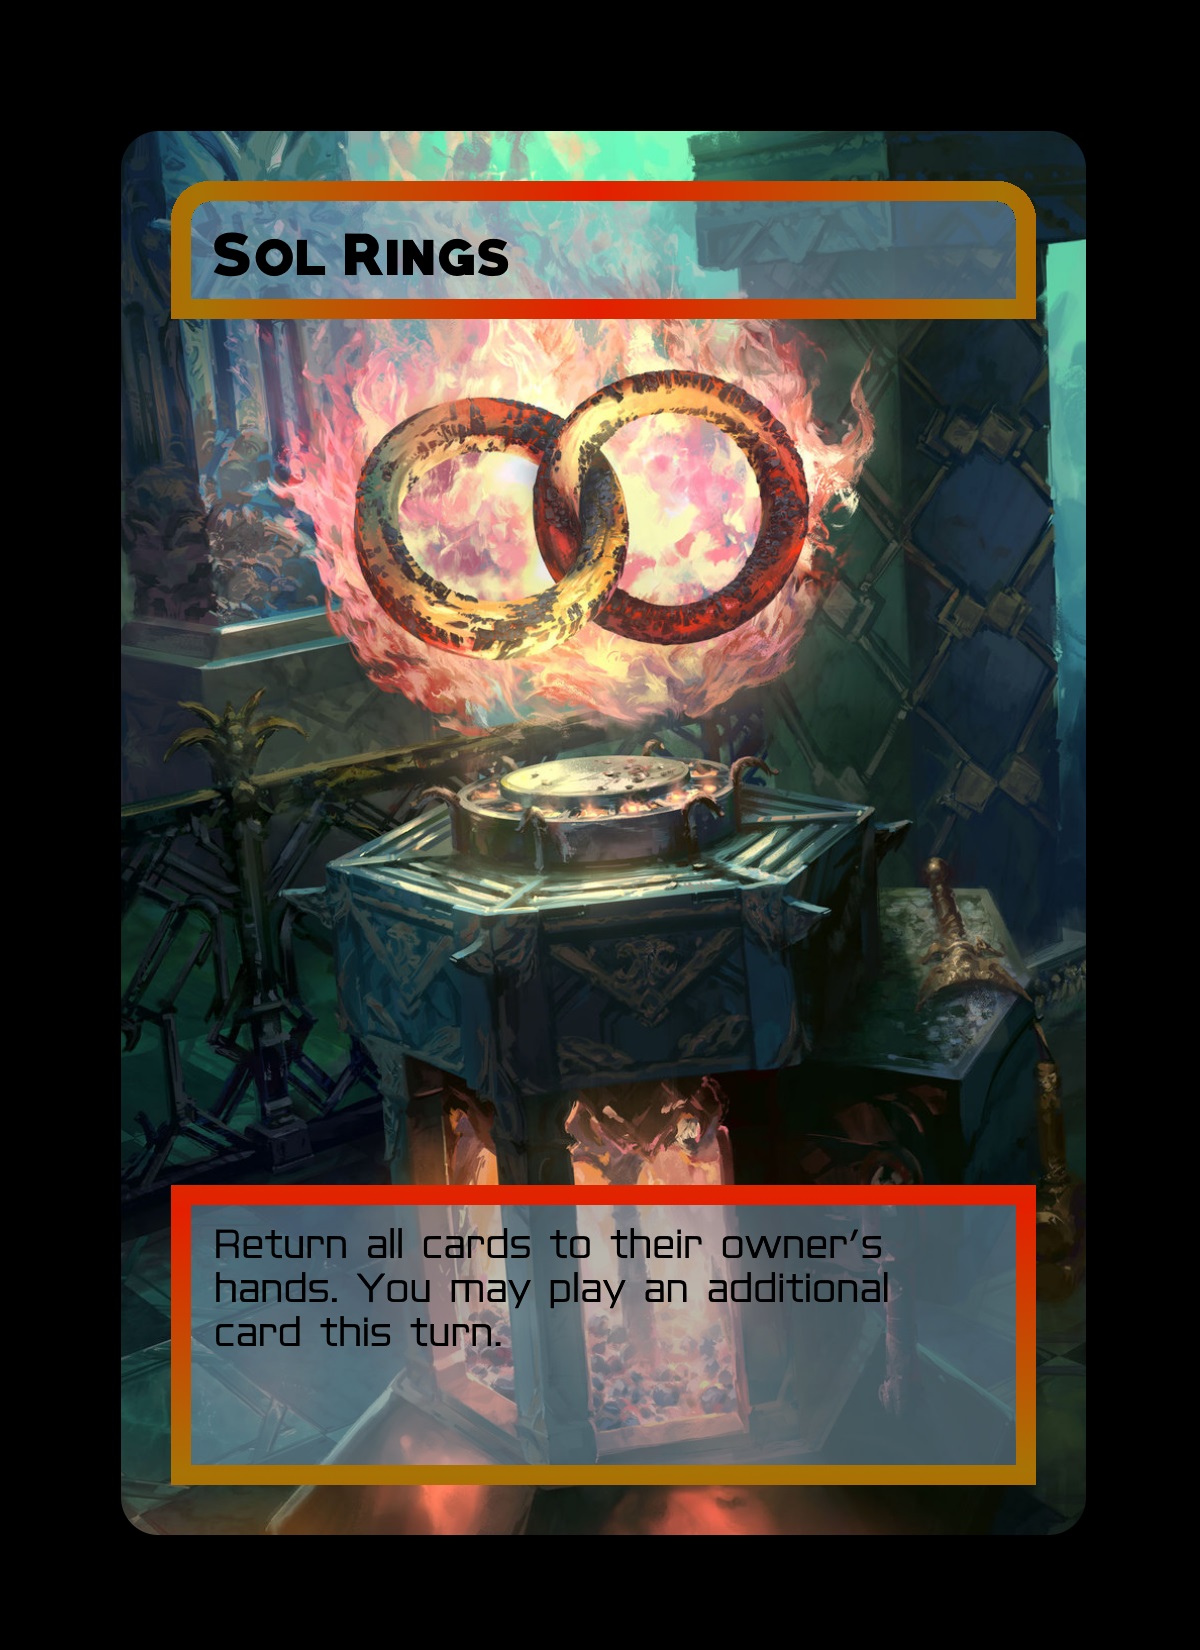 Sol Rings
Return all cards to their owner's
hands. You may play an additional
card this turn.